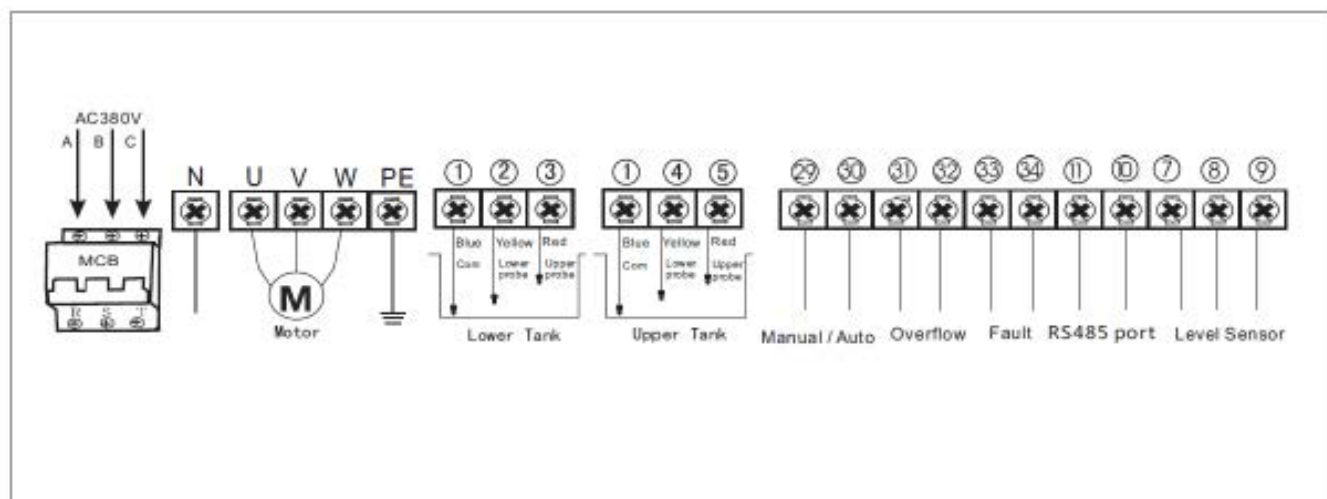 AC380V
A B C
N U V W PE ① ② ③ ① ④ ⑤ ㉙ ㉚ ㉛ ㉜ ㉝ ㉞ ⑪ ⑩ ⑦ ⑧ ⑨
MCB
R S T
M
Motor
Blue Yellow Red
Com Lower probe Upper probe
Lower Tank
Blue Yellow Red
Com Lower probe Upper probe
Upper Tank
Manual / Auto Overflow Fault RS485 port Level Sensor